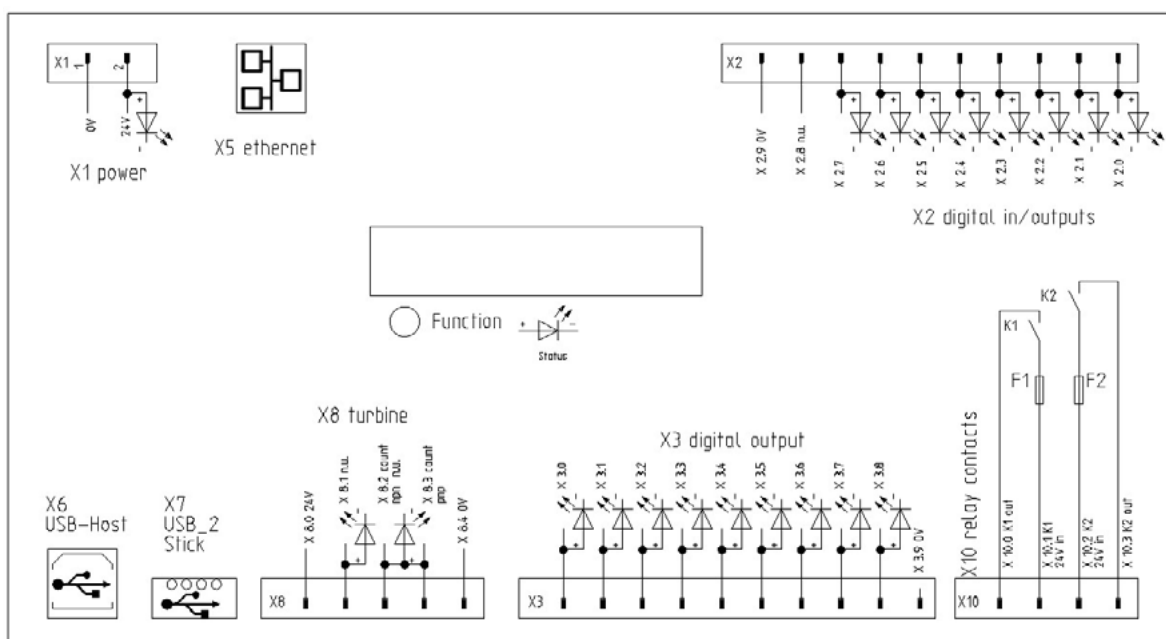 X1
1
2
0V
24V
X1 power
X5 ethernet
X2
X 2.9 0V
X 2.8 n.u.
X 2.7
X 2.6
X 2.5
X 2.4
X 2.3
X 2.2
X 2.1
X 2.0
X2 digital in/outputs
Function
Status
K1
K2
F1
F2
X10 relay contacts
X 10.0 K1 out
X 10.1 K1
24V in
X 10.2 K2
24V in
X 10.3 K2 out
X10
X8 turbine
X 8.0 24V
X 8.1 n.u.
X 8.2 count
npn n.u.
X 8.3 count
pnp
X 8.4 0V
X8
X3 digital output
X 3.0
X 3.1
X 3.2
X 3.3
X 3.4
X 3.5
X 3.6
X 3.7
X 3.8
X 3.9 0V
X3
X6
USB-Host
X7
USB_2
Stick